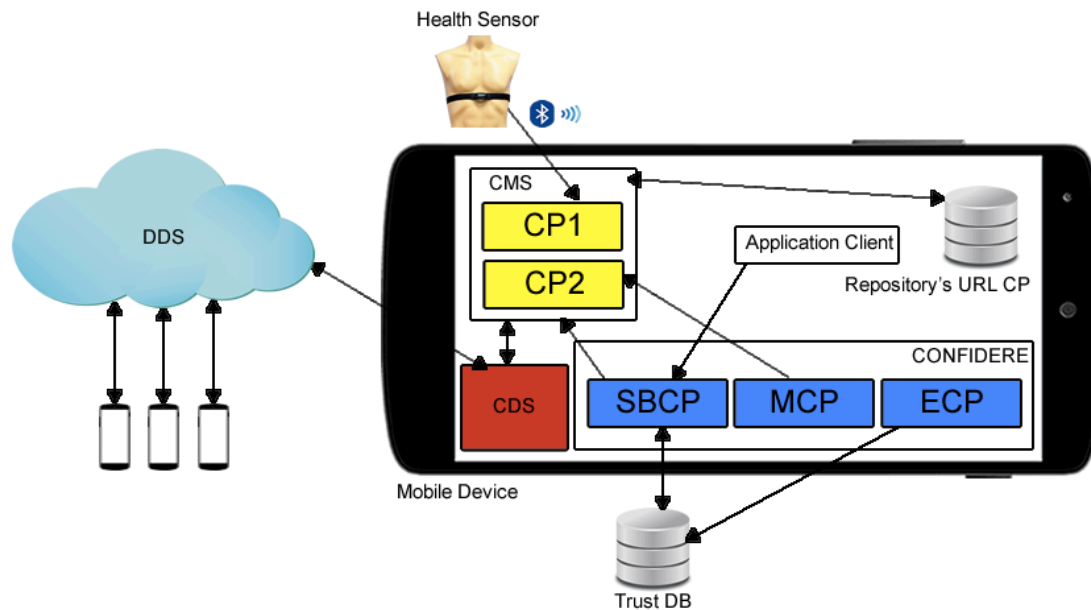 Health Sensor
CMS
CP1
CP2
DDS
Application Client
Repository's URL CP
CONFIDERE
CDS
SBCP
MCP
ECP
Mobile Device
Trust DB